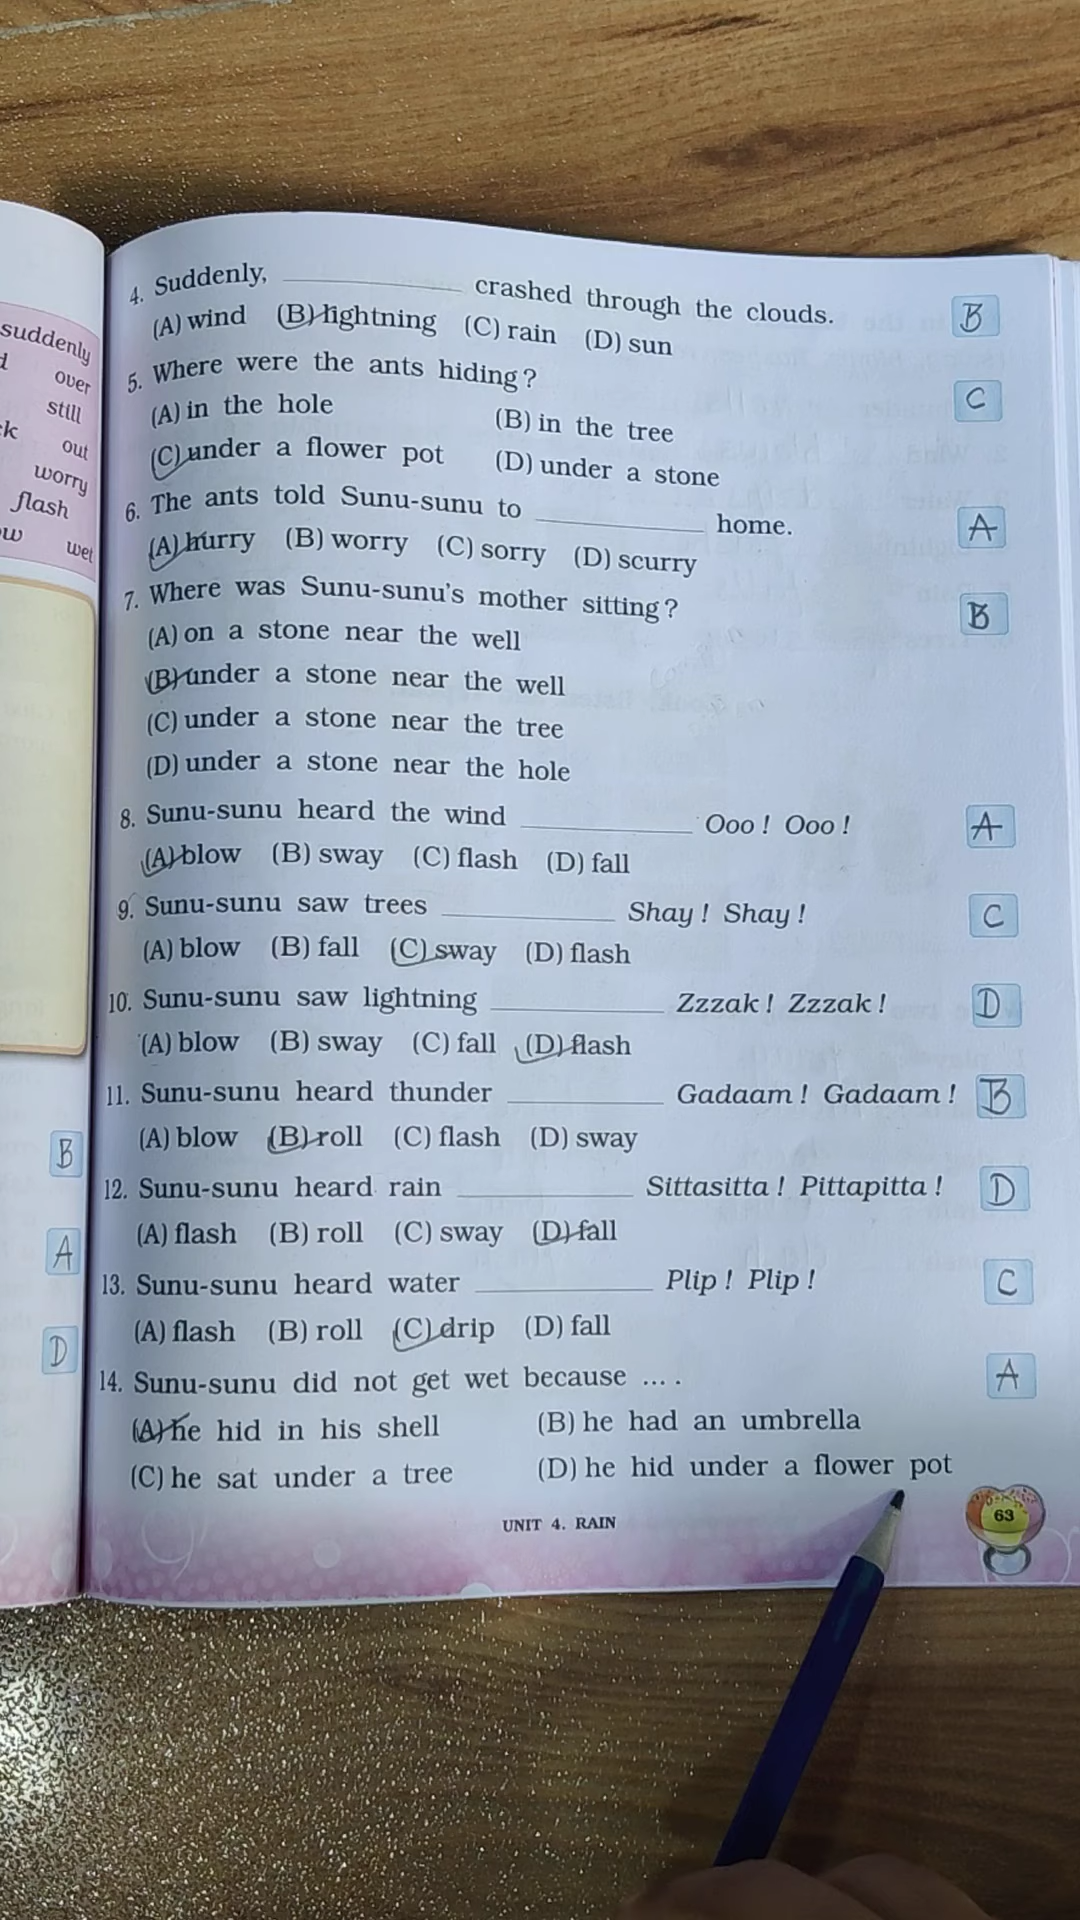 suddenly
over
still
out
worry
flash
wet
B
A
D
4. Suddenly, __________ crashed through the clouds. B
(A) wind (B) lightning (C) rain (D) sun
5. Where were the ants hiding? C
(A) in the hole (B) in the tree
(C) under a flower pot (D) under a stone
6. The ants told Sunu-sunu to __________ home. A
(A) hurry (B) worry (C) sorry (D) scurry
7. Where was Sunu-sunu's mother sitting? B
(A) on a stone near the well
(B) under a stone near the well
(C) under a stone near the tree
(D) under a stone near the hole
8. Sunu-sunu heard the wind __________ Ooo! Ooo! A
(A) blow (B) sway (C) flash (D) fall
9. Sunu-sunu saw trees __________ Shay! Shay! C
(A) blow (B) fall (C) sway (D) flash
10. Sunu-sunu saw lightning __________ Zzzak! Zzzak! D
(A) blow (B) sway (C) fall (D) flash
11. Sunu-sunu heard thunder __________ Gadaam! Gadaam! B
(A) blow (B) roll (C) flash (D) sway
12. Sunu-sunu heard rain __________ Sittasitta! Pittapitta! D
(A) flash (B) roll (C) sway (D) fall
13. Sunu-sunu heard water __________ Plip! Plip! C
(A) flash (B) roll (C) drip (D) fall
14. Sunu-sunu did not get wet because .... A
(A) he hid in his shell (B) he had an umbrella
(C) he sat under a tree (D) he hid under a flower pot
UNIT 4. RAIN 63